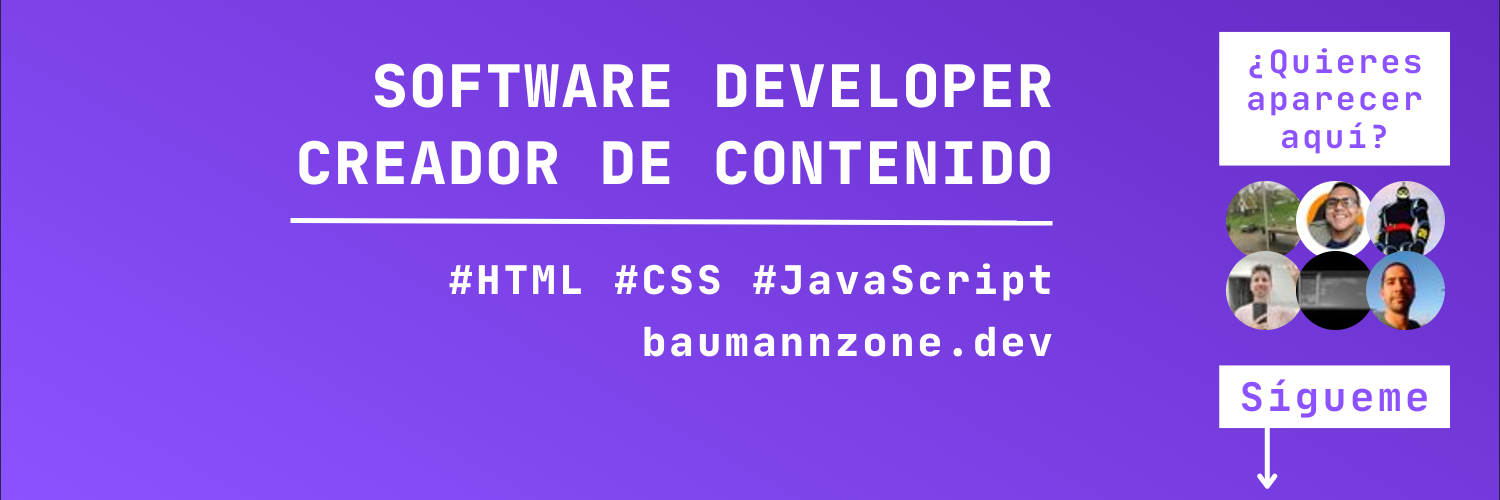 SOFTWARE DEVELOPER
CREADOR DE CONTENIDO
#HTML #CSS #JavaScript
baumannzone.dev
¿Quieres
aparecer
aquí?
Sígueme